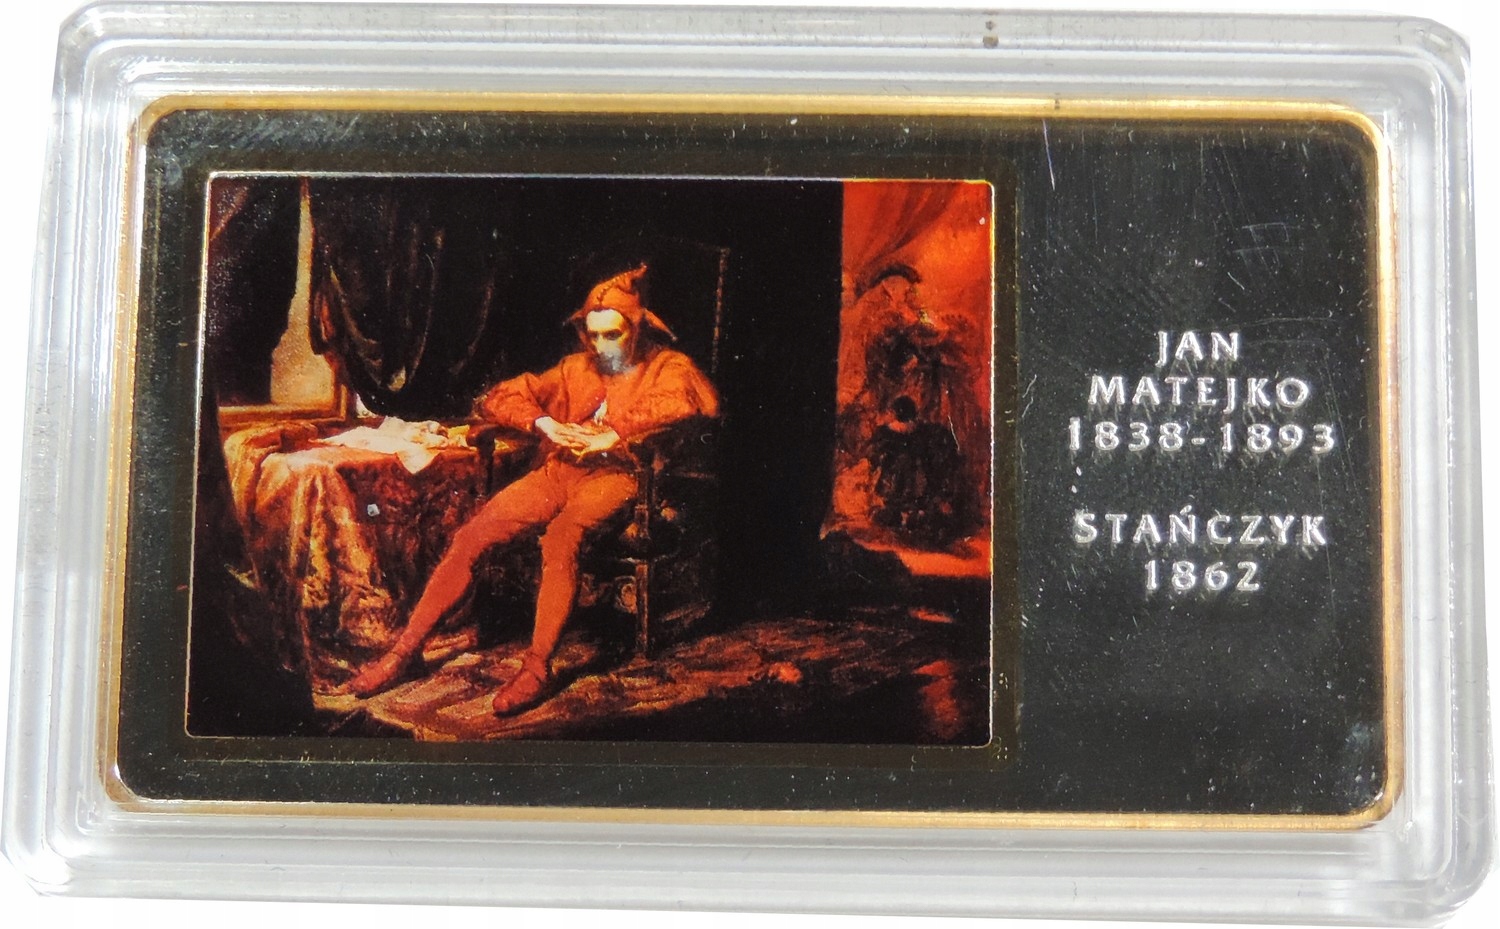 JAN
MATEJKO
1838-1893
STAŃCZYK
1862